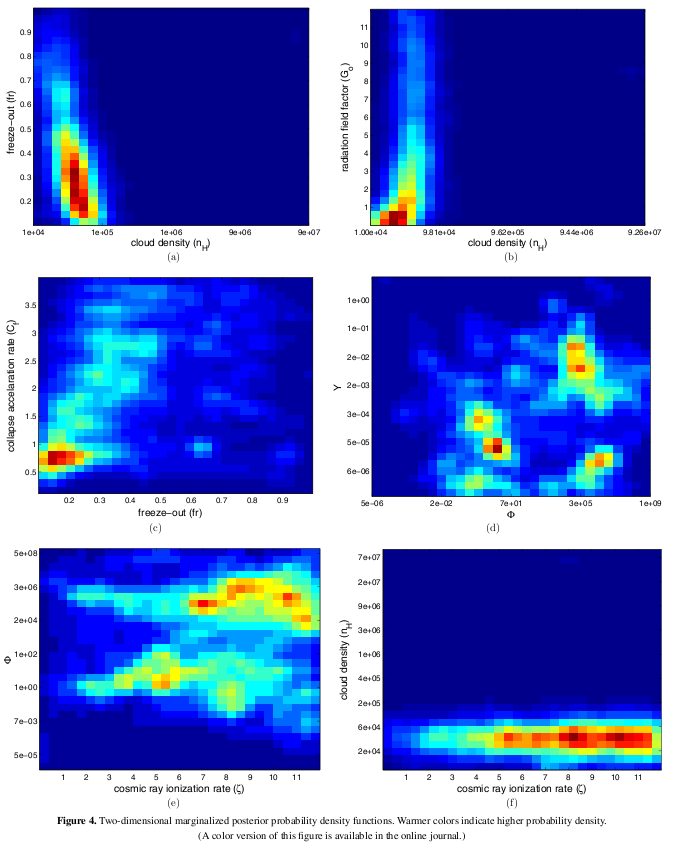 0.9
0.8
0.7
0.6
0.5
0.4
0.3
0.2
freeze−out (fr)
1e+04 1e+05 1e+06 9e+06 9e+07
cloud density (nH)
(a)
11
10
9
8
7
6
5
4
3
2
1
radiation field factor (Go)
1.00e+04 9.81e+04 9.62e+05 9.44e+06 9.26e+07
cloud density (nH)
(b)
3.5
3
2.5
2
1.5
1
0.5
collapse accelaration rate (Cf)
0.2 0.3 0.4 0.5 0.6 0.7 0.8 0.9
freeze−out (fr)
(c)
1e+00
1e−01
2e−02
2e−03
3e−04
5e−05
6e−06
Y
5e−06 2e−02 7e+01 3e+05 1e+09
Φ
(d)
5e+08
3e+06
2e+04
1e+02
1e+00
7e−03
5e−05
Φ
1 2 3 4 5 6 7 8 9 10 11
cosmic ray ionization rate (ζ)
(e)
7e+07
2e+07
9e+06
3e+06
1e+06
4e+05
2e+05
6e+04
2e+04
cloud density (nH)
1 2 3 4 5 6 7 8 9 10 11
cosmic ray ionization rate (ζ)
(f)
Figure 4. Two-dimensional marginalized posterior probability density functions. Warmer colors indicate higher probability density.
(A color version of this figure is available in the online journal.)